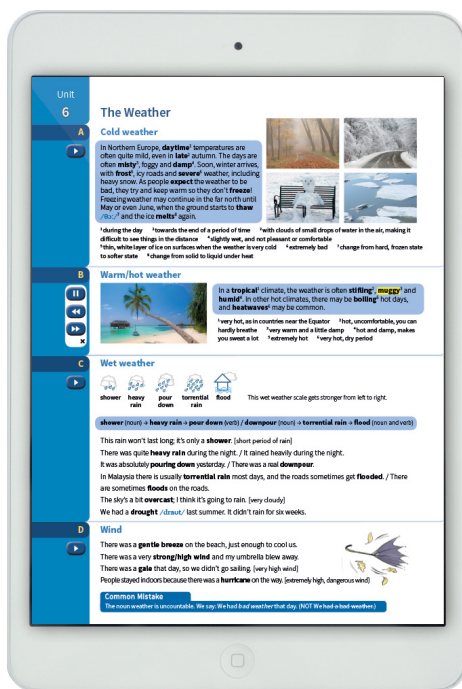 Unit
6
The Weather
A
Cold weather
In Northern Europe, daytime¹ temperatures are
often quite mild, even in late² autumn. The days are
often misty³, foggy and damp⁴. Soon, winter arrives,
with frost⁵, icy roads and severe⁶ weather, including
heavy snow. As people expect the weather to be
bad, they try and keep warm so they don't freeze!
Freezing weather may continue in the far north until
May or even June, when the ground starts to thaw
/θɔː/⁷ and the ice melts⁸ again.
¹during the day ²towards the end of a period of time ³with clouds of small drops of water in the air, making it
difficult to see things in the distance ⁴slightly wet, and not pleasant or comfortable
⁵thin, white layer of ice on surfaces when the weather is very cold ⁶extremely bad ⁷change from hard, frozen state
to softer state ⁸change from solid to liquid under heat
B
Warm/hot weather
In a tropical¹ climate, the weather is often stifling², muggy³ and
humid⁴. In other hot climates, there may be boiling⁵ hot days,
and heatwaves⁶ may be common.
¹very hot, as in countries near the Equator ²hot, uncomfortable, you can
hardly breathe ³very warm and a little damp ⁴hot and damp, makes
you sweat a lot ⁵extremely hot ⁶very hot, dry period
C
Wet weather
shower heavy rain pour down torrential rain flood
This wet weather scale gets stronger from left to right.
shower (noun) → heavy rain → pour down (verb) / downpour (noun) → torrential rain → flood (noun and verb)
This rain won't last long; it's only a shower. [short period of rain]
There was quite heavy rain during the night. / It rained heavily during the night.
It was absolutely pouring down yesterday. / There was a real downpour.
In Malaysia there is usually torrential rain most days, and the roads sometimes get flooded. / There
are sometimes floods on the roads.
The sky's a bit overcast; I think it's going to rain. [very cloudy]
We had a drought /draut/ last summer. It didn't rain for six weeks.
D
Wind
There was a gentle breeze on the beach, just enough to cool us.
There was a very strong/high wind and my umbrella blew away.
There was a gale that day, so we didn't go sailing. [very high wind]
People stayed indoors because there was a hurricane on the way. [extremely high, dangerous wind]
Common Mistake
The noun weather is uncountable. We say: We had bad weather that day. (NOT We had a bad weather.)